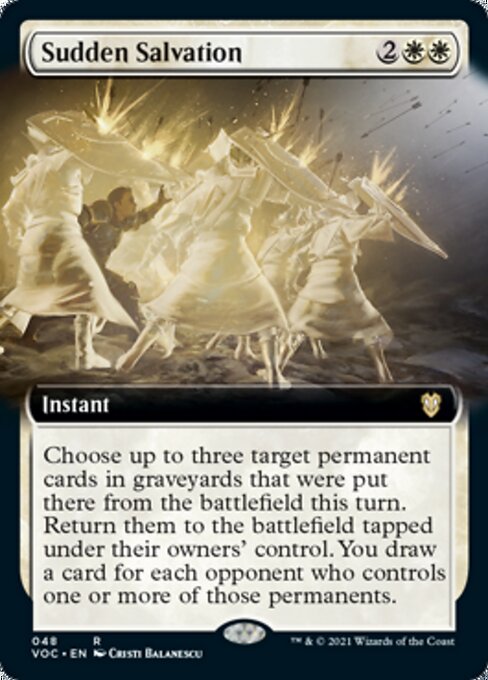 Sudden Salvation 2
Instant
Choose up to three target permanent
cards in graveyards that were put
there from the battlefield this turn.
Return them to the battlefield tapped
under their owners' control. You draw
a card for each opponent who controls
one or more of those permanents.
048 R
VOC • EN Cristi Balanescu
™ & © 2021 Wizards of the Coast